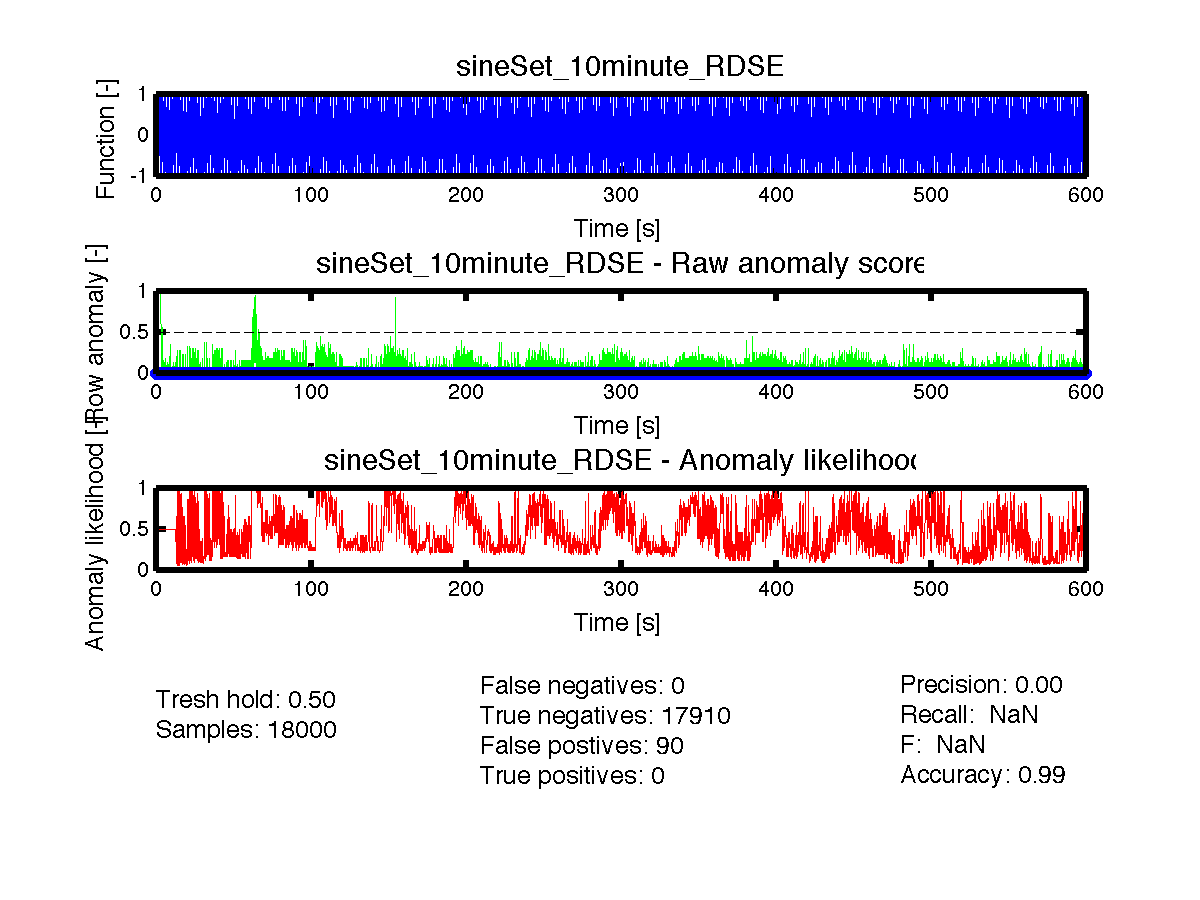 sineSet_10minute_RDSE
Function [-]
1
0
-1
0 100 200 300 400 500 600
Time [s]
sineSet_10minute_RDSE - Raw anomaly score
Row anomaly [-]
1
0.5
0
0 100 200 300 400 500 600
Time [s]
sineSet_10minute_RDSE - Anomaly likelihood
Anomaly likelihood [-]
1
0.5
0
0 100 200 300 400 500 600
Time [s]
Tresh hold: 0.50
Samples: 18000
False negatives: 0
True negatives: 17910
False postives: 90
True positives: 0
Precision: 0.00
Recall: NaN
F: NaN
Accuracy: 0.99